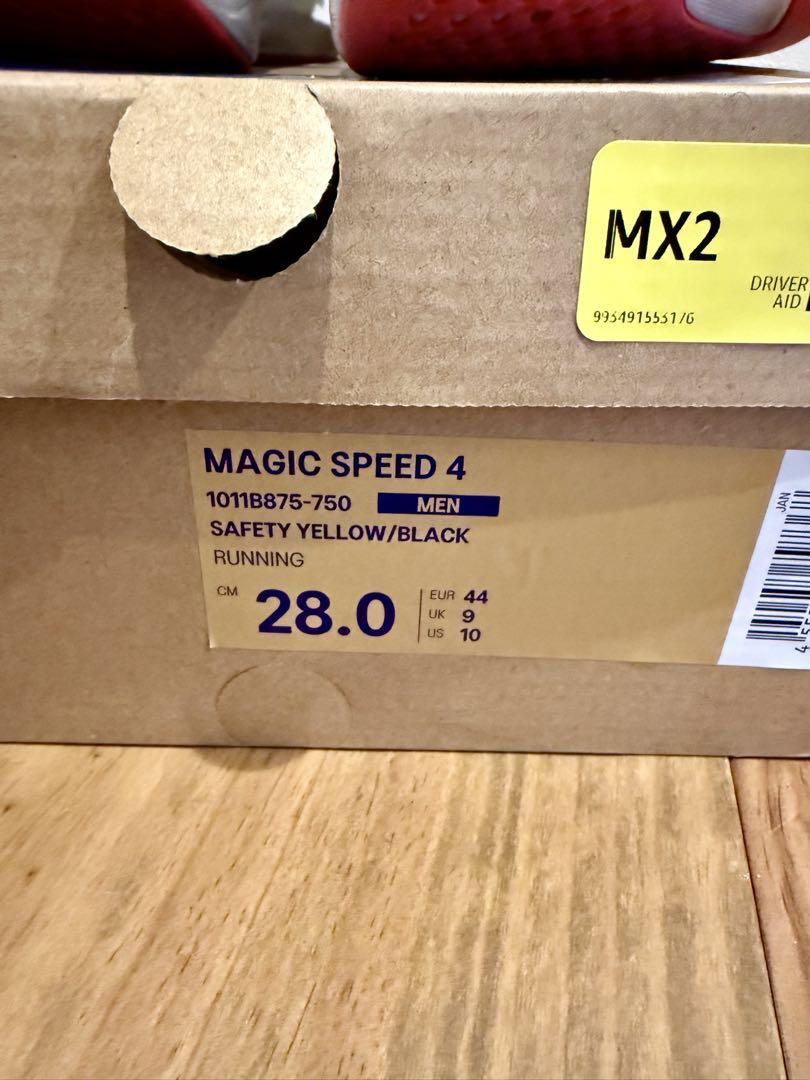 MX2
DRIVER
AID
MAGIC SPEED 4
1011B875-750 MEN
SAFETY YELLOW/BLACK
RUNNING
CM 28.0
EUR 44
UK 9
US 10
JAN